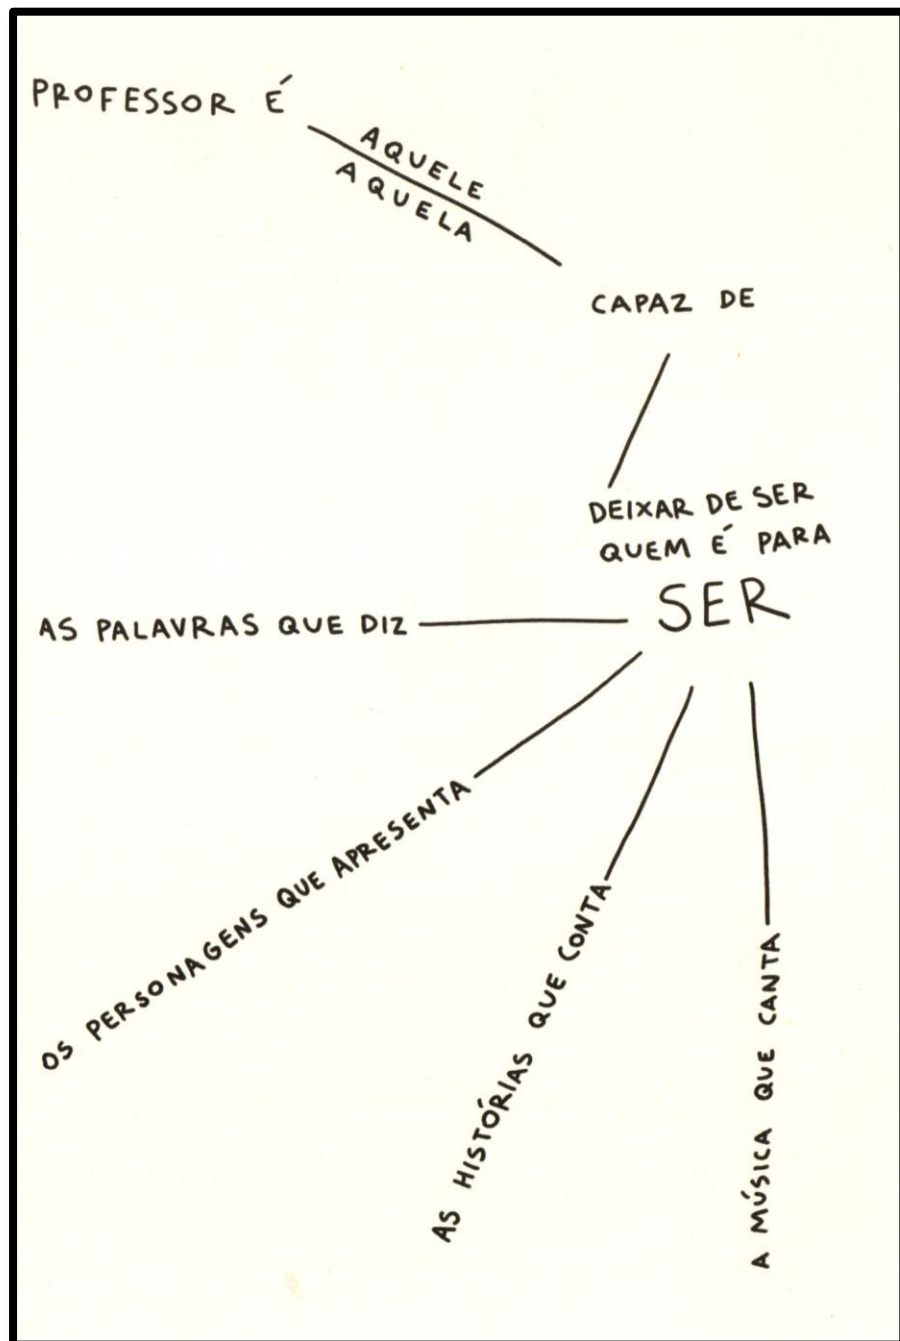 PROFESSOR É
AQUELE
AQUELA
CAPAZ DE
DEIXAR DE SER
QUEM É PARA
SER
AS PALAVRAS QUE DIZ
OS PERSONAGENS QUE APRESENTA
AS HISTÓRIAS QUE CONTA
A MÚSICA QUE CANTA